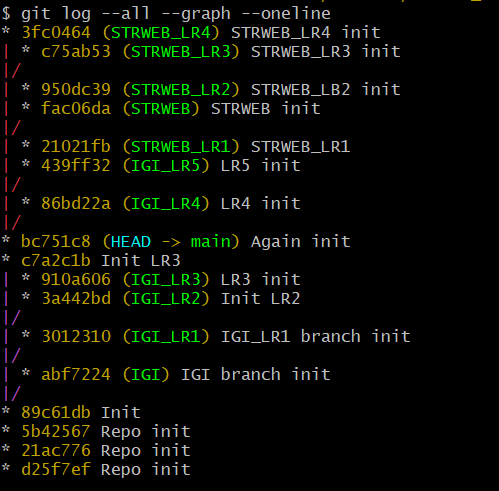 $ git log --all --graph --oneline
* 3fc0464 (STRWEB_LR4) STRWEB_LR4 init
| * c75ab53 (STRWEB_LR3) STRWEB_LR3 init
|/
| * 950dc39 (STRWEB_LR2) STRWEB_LB2 init
| * fac06da (STRWEB) STRWEB init
|/
| * 21021fb (STRWEB_LR1) STRWEB_LR1
| * 439ff32 (IGI_LR5) LR5 init
|/
| * 86bd22a (IGI_LR4) LR4 init
|/
* bc751c8 (HEAD -> main) Again init
* c7a2c1b Init LR3
| * 910a606 (IGI_LR3) LR3 init
| * 3a442bd (IGI_LR2) Init LR2
|/
| * 3012310 (IGI_LR1) IGI_LR1 branch init
|/
| * abf7224 (IGI) IGI branch init
|/
* 89c61db Init
* 5b42567 Repo init
* 21ac776 Repo init
* d25f7ef Repo init